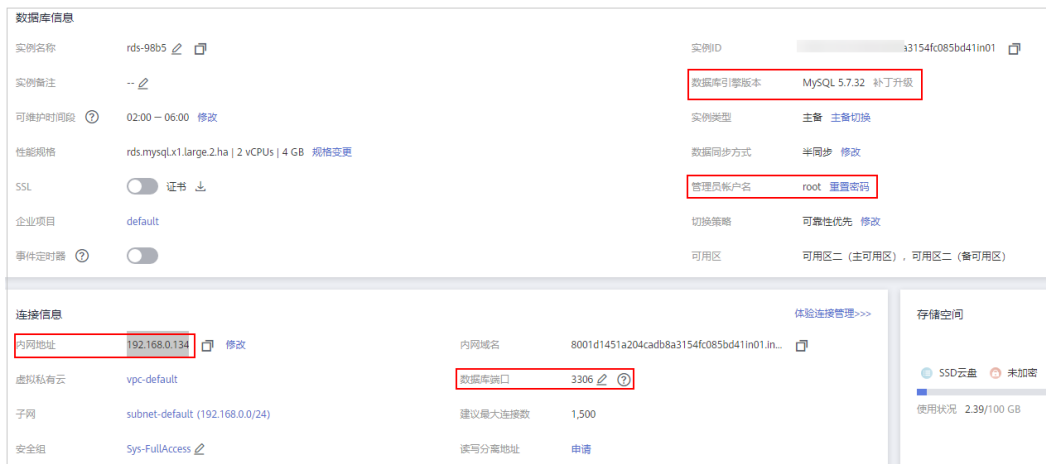 数据库信息
实例名称 rds-98b5 实例ID a3154fc085bd41in01
实例备注 -- 数据库引擎版本 MySQL 5.7.32 补丁升级
可维护时间段 ? 02:00 — 06:00 修改 实例类型 主备 主备切换
性能规格 rds.mysql.x1.large.2.ha | 2 vCPUs | 4 GB 规格变更 数据同步方式 半同步 修改
SSL 证书 管理员帐户名 root 重置密码
企业项目 default 切换策略 可靠性优先 修改
事件定时器 ? 可用区 可用区二（主可用区），可用区二（备可用区）
连接信息 体验连接管理>>> 存储空间
内网地址 192.168.0.134 修改 内网域名 8001d1451a204cadb8a3154fc085bd41in01.in...
虚拟私有云 vpc-default 数据库端口 3306 ? SSD云盘 未加密
子网 subnet-default (192.168.0.0/24) 建议最大连接数 1,500 使用状况 2.39/100 GB
安全组 Sys-FullAccess 读写分离地址 申请